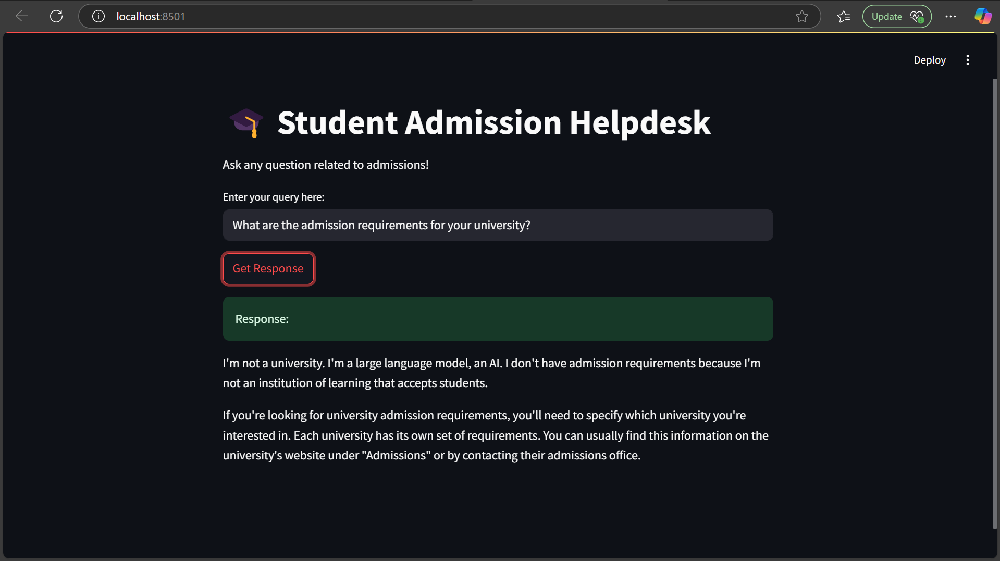 localhost:8501
Update
Deploy
Student Admission Helpdesk
Ask any question related to admissions!
Enter your query here:
What are the admission requirements for your university?
Get Response
Response:
I'm not a university. I'm a large language model, an AI. I don't have admission requirements because I'm
not an institution of learning that accepts students.
If you're looking for university admission requirements, you'll need to specify which university you're
interested in. Each university has its own set of requirements. You can usually find this information on the
university's website under "Admissions" or by contacting their admissions office.